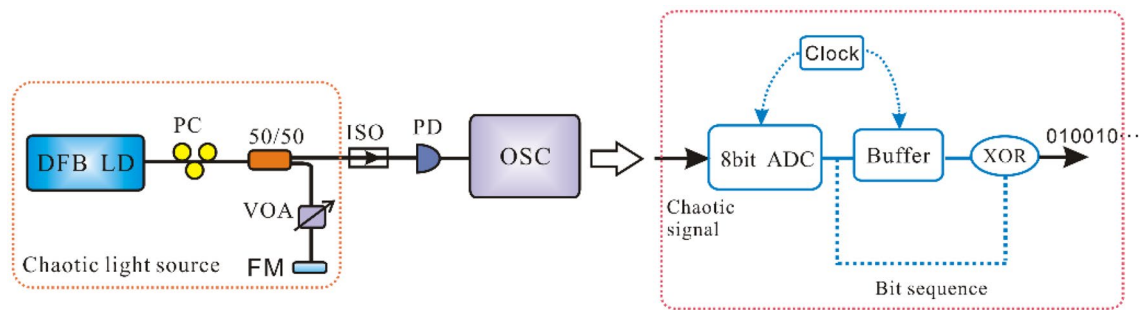 Clock
PC
50/50
ISO
PD
DFB LD
OSC
8bit ADC
Buffer
XOR
010010...
VOA
Chaotic
signal
Chaotic light source
FM
Bit sequence